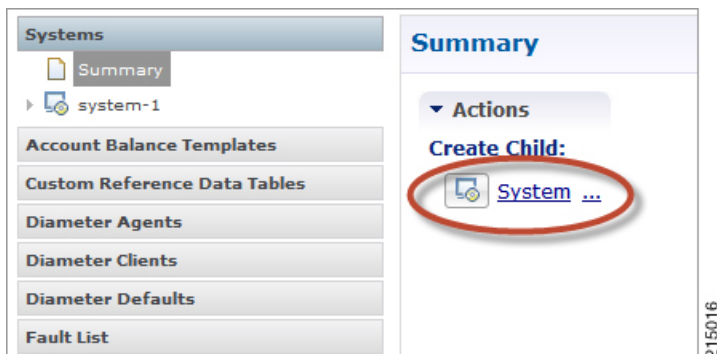 Systems
Summary
system-1
Account Balance Templates
Custom Reference Data Tables
Diameter Agents
Diameter Clients
Diameter Defaults
Fault List
Summary
Actions
Create Child:
System ...
215016